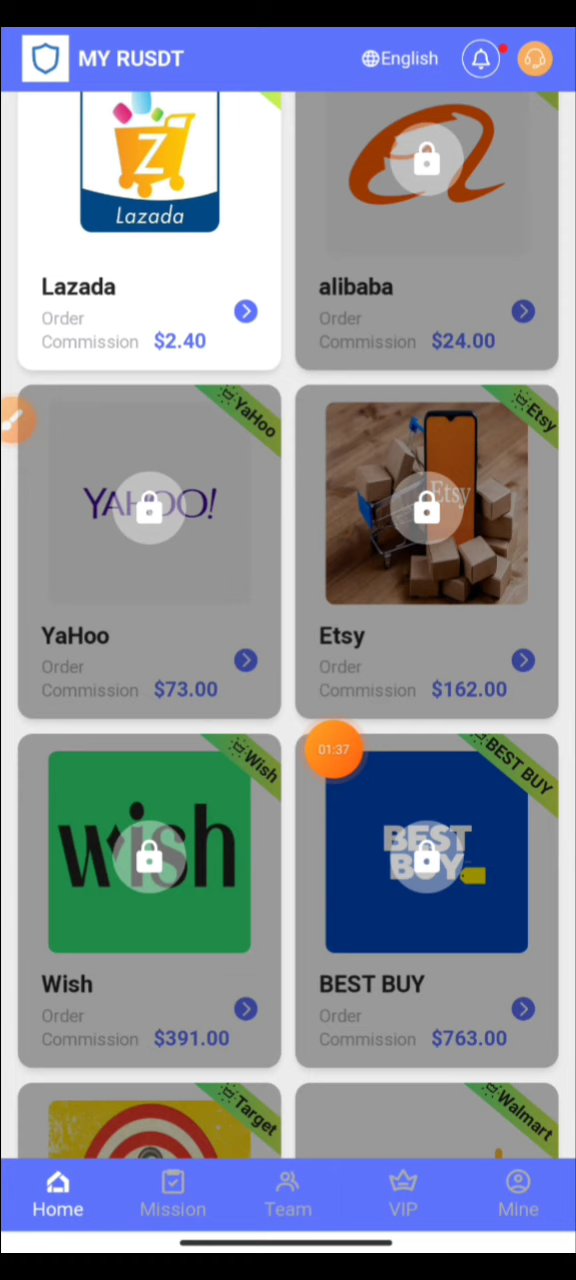 MY RUSDT
English
Z
Lazada
Lazada
Order
Commission $2.40
alibaba
Order
Commission $24.00
YaHoo
YAHOO!
YaHoo
Order
Commission $73.00
Etsy
Etsy
Etsy
Order
Commission $162.00
Wish
wish
Wish
Order
Commission $391.00
01:37
BEST BUY
BEST
BUY
BEST BUY
Order
Commission $763.00
Target
Walmart
Home
Mission
Team
VIP
Mine